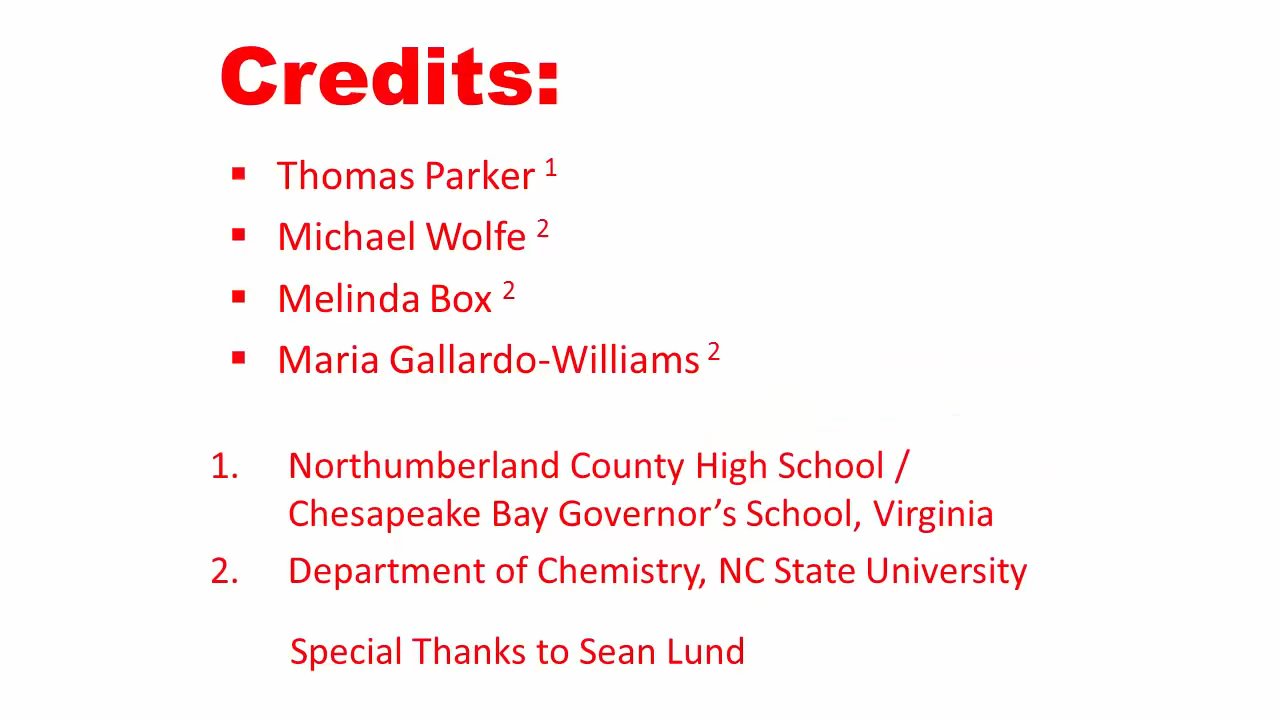 Credits:
▪ Thomas Parker 1
▪ Michael Wolfe 2
▪ Melinda Box 2
▪ Maria Gallardo-Williams 2
1. Northumberland County High School /
Chesapeake Bay Governor’s School, Virginia
2. Department of Chemistry, NC State University
Special Thanks to Sean Lund